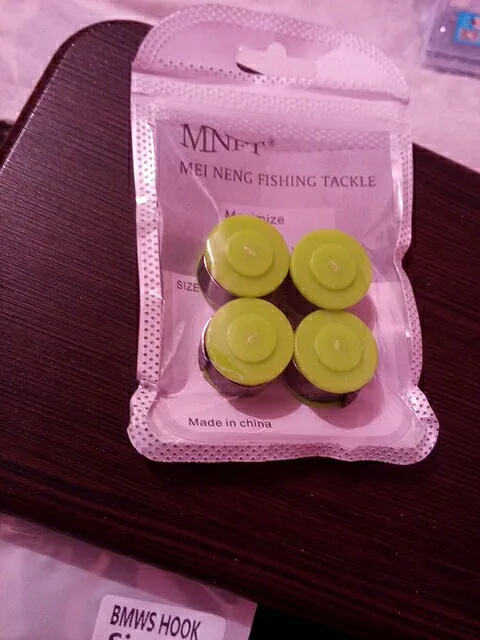 MNFT®
MEI NENG FISHING TACKLE
SIZE
Made in china
BMWS HOOK